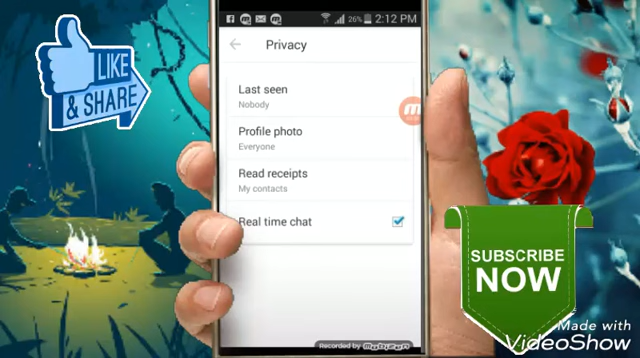 LIKE
& SHARE
26% 2:12 PM
Privacy
Last seen
Nobody
Profile photo
Everyone
Read receipts
My contacts
Real time chat
SUBSCRIBE
NOW
Made with
VideoShow
Recorded by